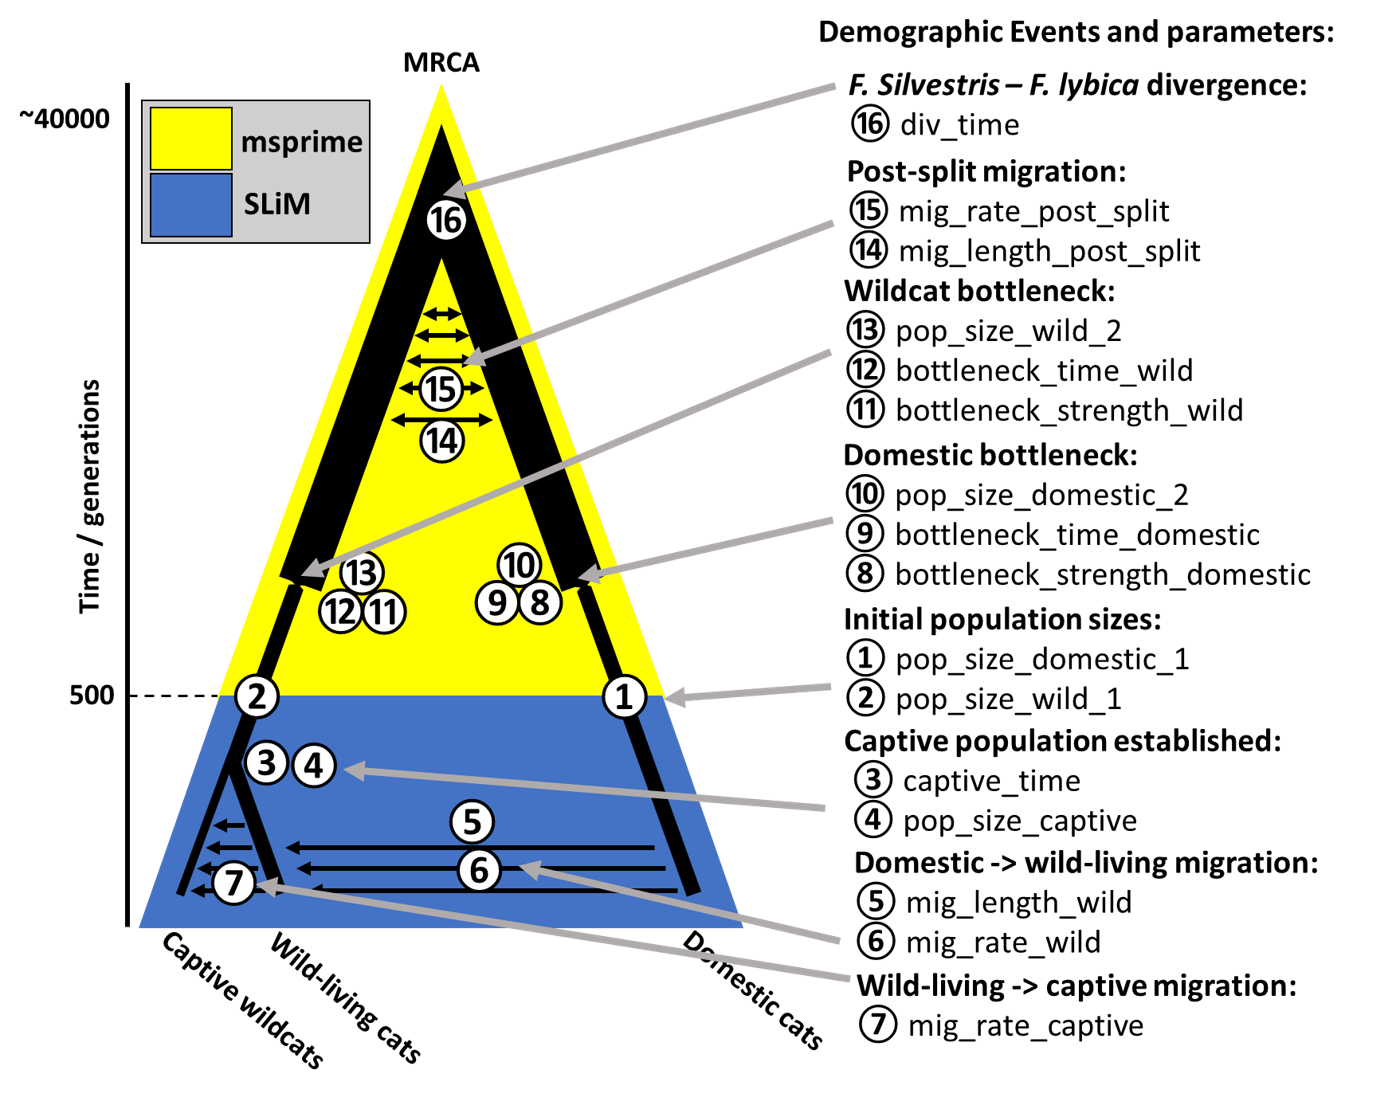 Demographic Events and parameters:
MRCA
~40000
msprime
SLiM
F. Silvestris – F. lybica divergence:
16 div_time
Post-split migration:
15 mig_rate_post_split
14 mig_length_post_split
Wildcat bottleneck:
13 pop_size_wild_2
12 bottleneck_time_wild
11 bottleneck_strength_wild
Domestic bottleneck:
10 pop_size_domestic_2
9 bottleneck_time_domestic
8 bottleneck_strength_domestic
Initial population sizes:
1 pop_size_domestic_1
2 pop_size_wild_1
Captive population established:
3 captive_time
4 pop_size_captive
Domestic -> wild-living migration:
5 mig_length_wild
6 mig_rate_wild
Wild-living -> captive migration:
7 mig_rate_captive
Time / generations
500
16
15
14
13
12 11
10
9 8
2
1
3 4
5
6
7
Captive wildcats
Wild-living cats
Domestic cats